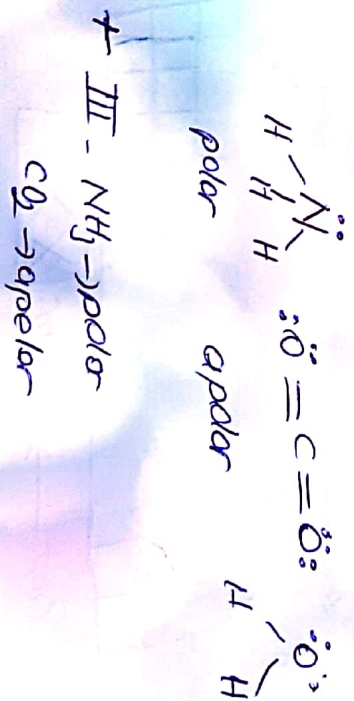 N :Ö=C=Ö: Ö
H H H H H
polar apolar
+ III - NH₃→polar
CO₂→apolar